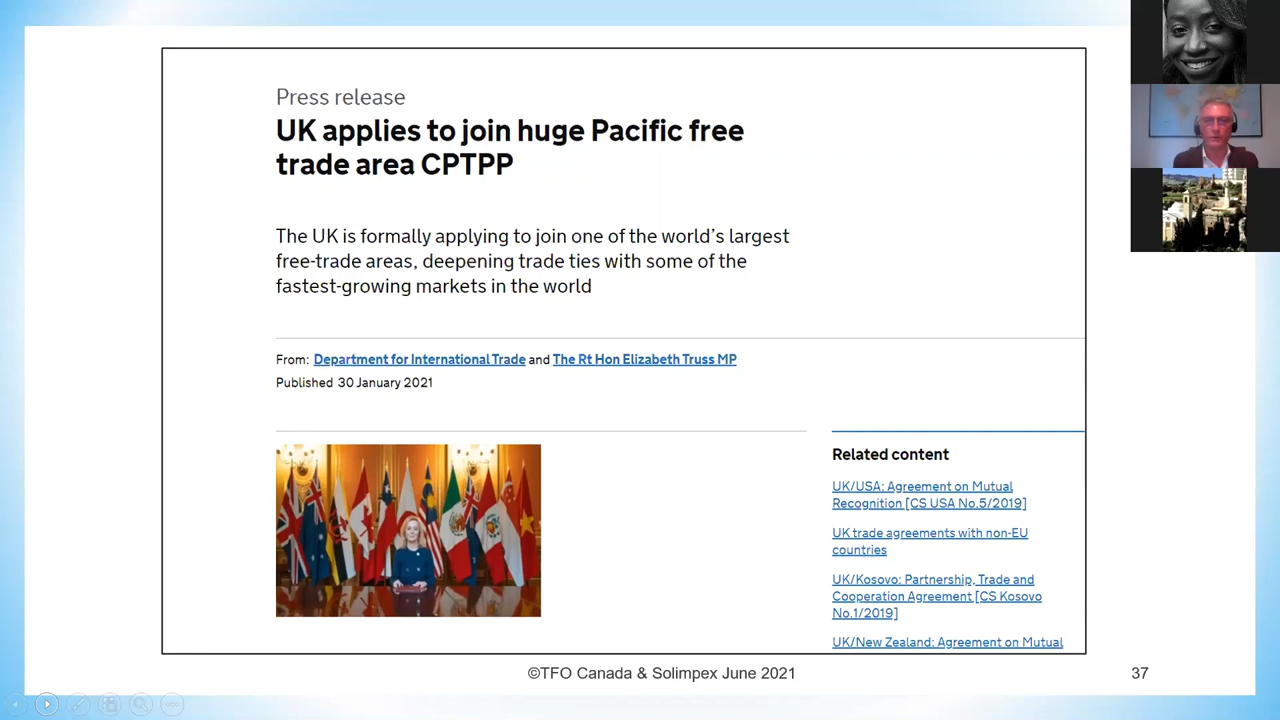 Press release
UK applies to join huge Pacific free
trade area CPTPP
The UK is formally applying to join one of the world's largest
free-trade areas, deepening trade ties with some of the
fastest-growing markets in the world
From: Department for International Trade and The Rt Hon Elizabeth Truss MP
Published 30 January 2021
Related content
UK/USA: Agreement on Mutual
Recognition [CS USA No.5/2019]
UK trade agreements with non-EU
countries
UK/Kosovo: Partnership, Trade and
Cooperation Agreement [CS Kosovo
No.1/2019]
UK/New Zealand: Agreement on Mutual
©TFO Canada & Solimpex June 2021
37